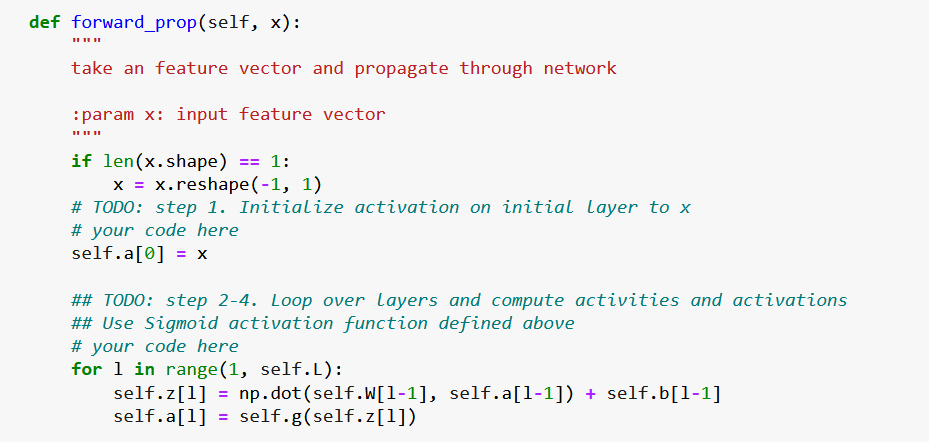 def forward_prop(self, x):
    """
    take an feature vector and propagate through network

    :param x: input feature vector
    """
    if len(x.shape) == 1:
        x = x.reshape(-1, 1)
    # TODO: step 1. Initialize activation on initial layer to x
    # your code here
    self.a[0] = x

    ## TODO: step 2-4. Loop over layers and compute activities and activations
    ## Use Sigmoid activation function defined above
    # your code here
    for l in range(1, self.L):
        self.z[l] = np.dot(self.W[l-1], self.a[l-1]) + self.b[l-1]
        self.a[l] = self.g(self.z[l])